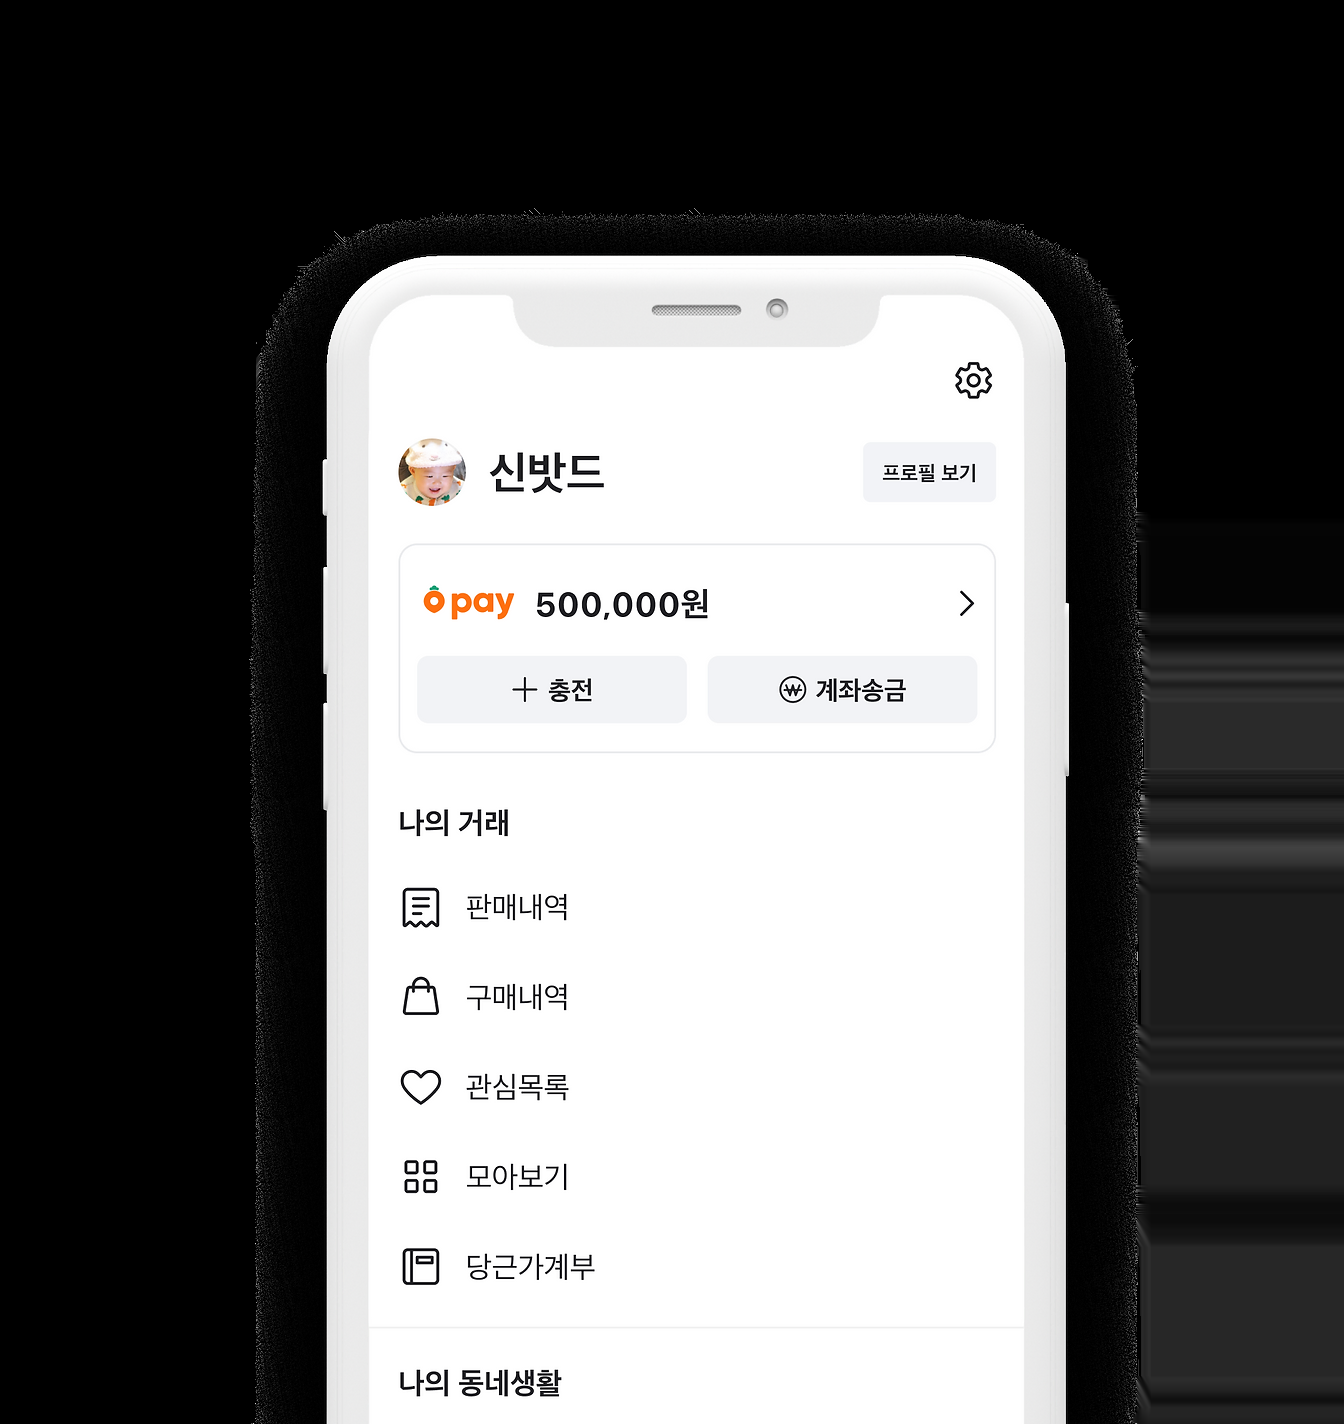 신밧드
프로필 보기
pay 500,000원
충전
계좌송금
나의 거래
판매내역
구매내역
관심목록
모아보기
당근가계부
나의 동네생활